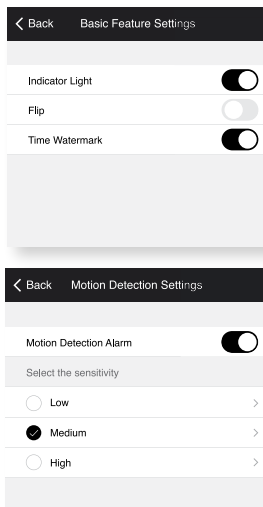 Back Basic Feature Settings
Indicator Light
Flip
Time Watermark
Back Motion Detection Settings
Motion Detection Alarm
Select the sensitivity
Low
Medium
High